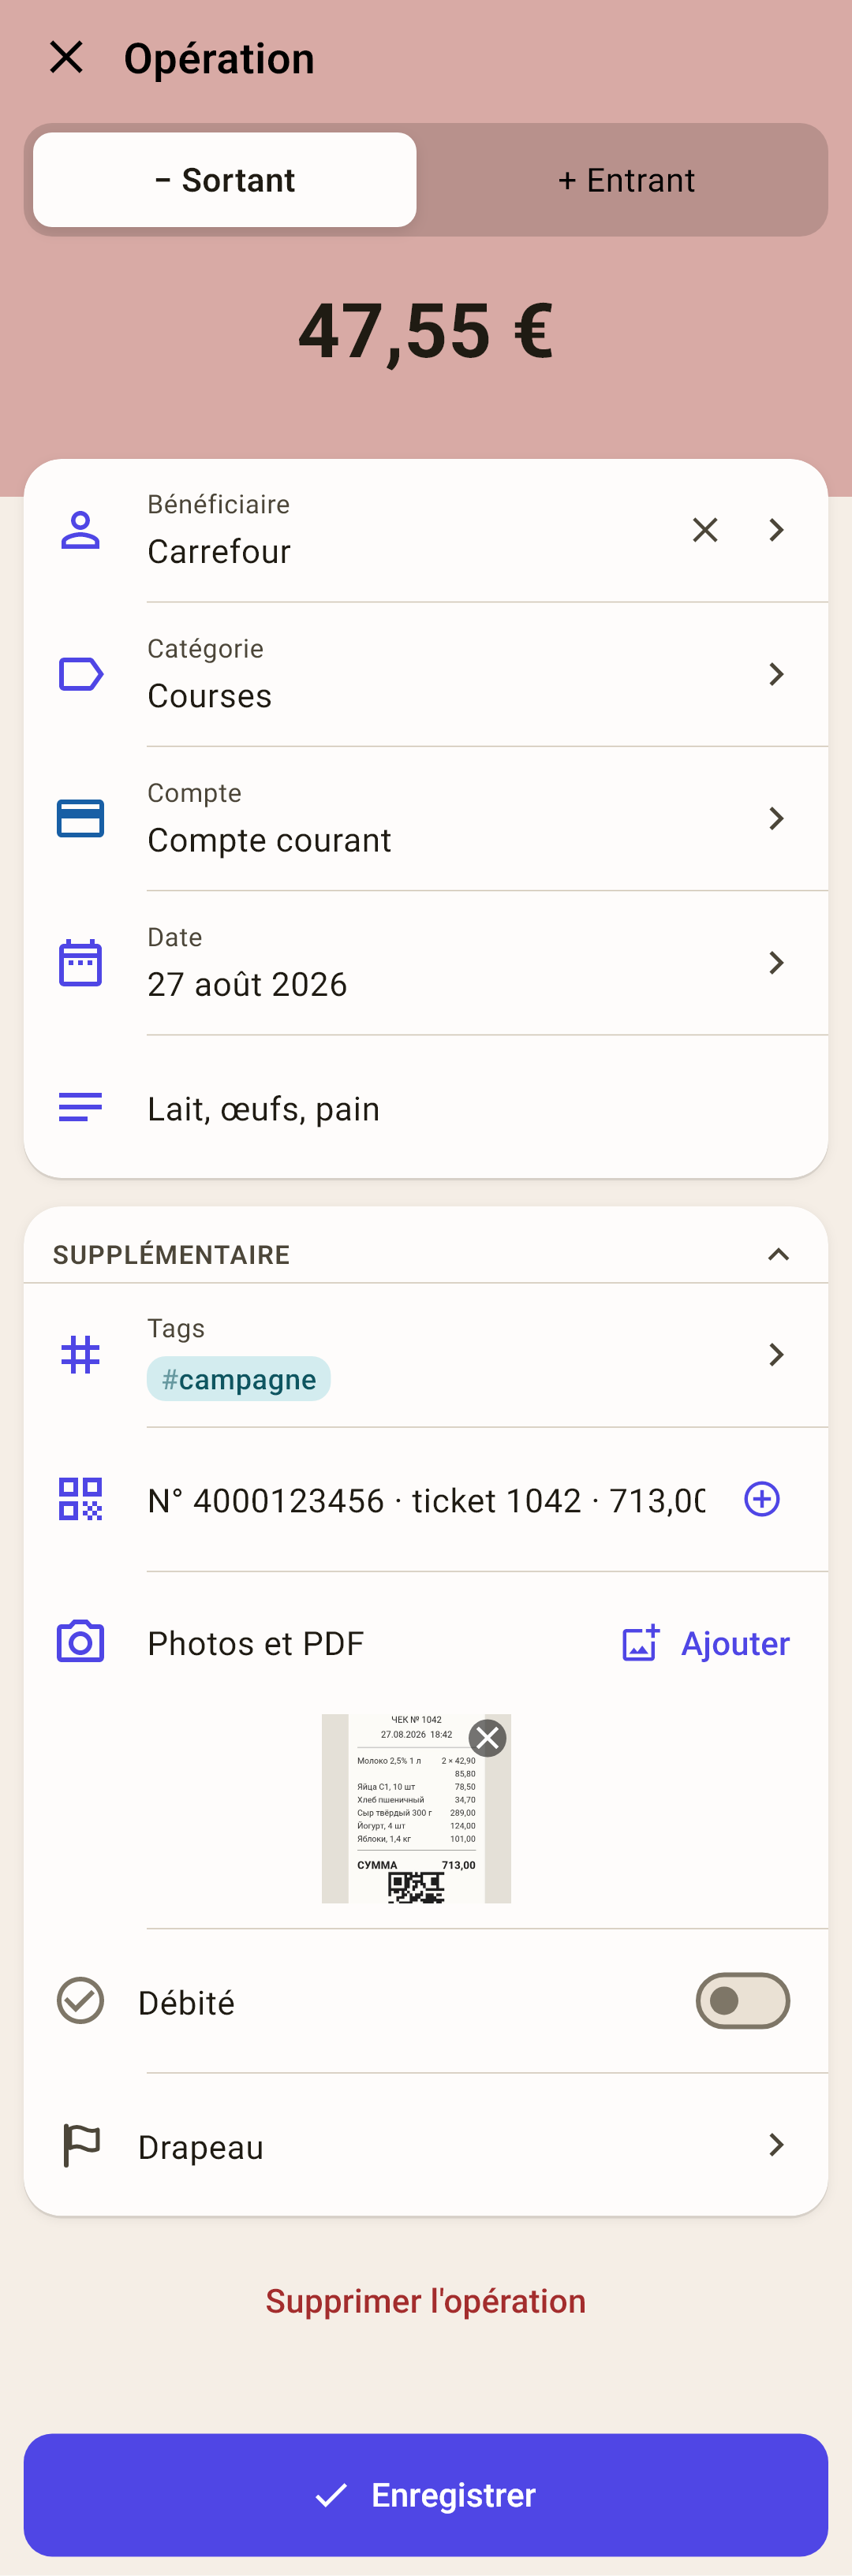 Opération
− Sortant
+ Entrant
47,55 €
Bénéficiaire
Carrefour
Catégorie
Courses
Compte
Compte courant
Date
27 août 2026
Lait, œufs, pain
SUPPLÉMENTAIRE
Tags
#campagne
N° 4000123456 · ticket 1042 · 713,00
Photos et PDF
Ajouter
ЧЕК № 1042
27.08.2026 18:42
Молоко 2,5% 1 л 2 × 42,90
85,80
Яйца С1, 10 шт 78,50
Хлеб пшеничный 34,70
Сыр твёрдый 300 г 289,00
Йогурт, 4 шт 124,00
Яблоки, 1,4 кг 101,00
СУММА 713,00
Débité
Drapeau
Supprimer l'opération
Enregistrer